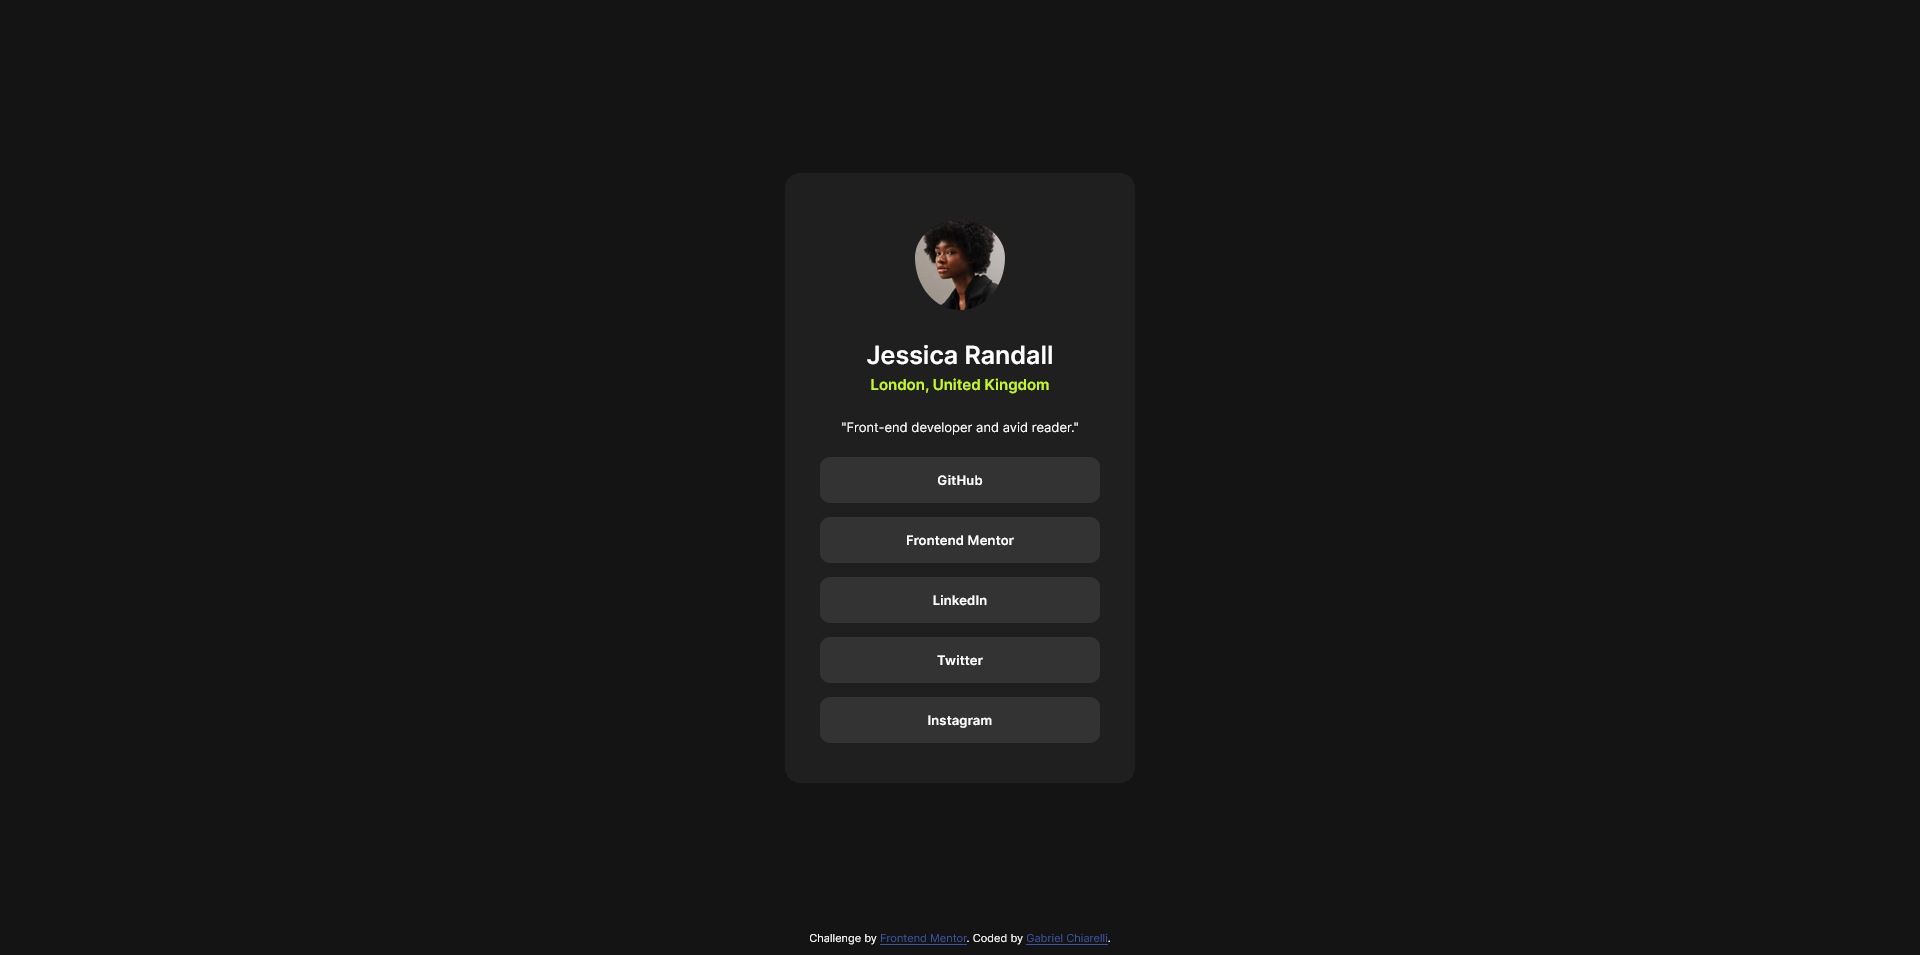 Jessica Randall
London, United Kingdom
"Front-end developer and avid reader."
GitHub
Frontend Mentor
LinkedIn
Twitter
Instagram
Challenge by Frontend Mentor. Coded by Gabriel Chiarelli.